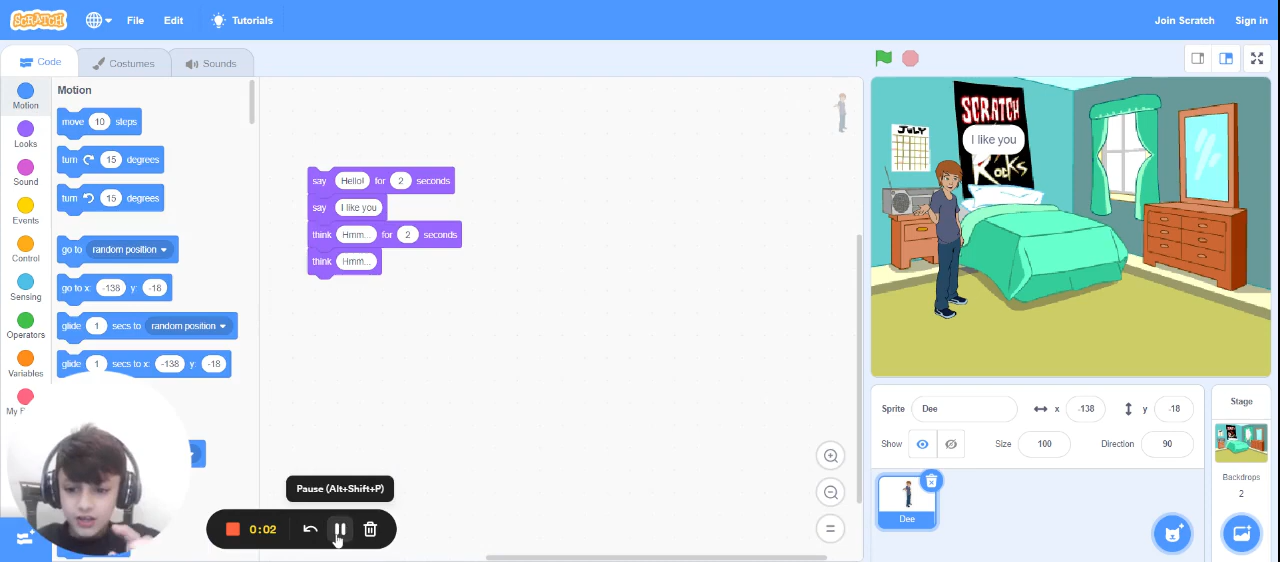 SCRATCH File Edit Tutorials Join Scratch Sign in
Code Costumes Sounds
Motion
Looks
Sound
Events
Control
Sensing
Operators
Variables
My
Motion
move 10 steps
turn 15 degrees
turn 15 degrees
go to random position
go to x: -138 y: -18
glide 1 secs to random position
glide 1 secs to x: -138 y: -18
say Hello! for 2 seconds
say I like you
think Hmm... for 2 seconds
think Hmm...
Pause (Alt+Shift+P)
0:02
JULY
SCRATCH
I like you
Rocks
Sprite Dee x -138 y -18
Show Size 100 Direction 90
Dee
Stage
Backdrops
2